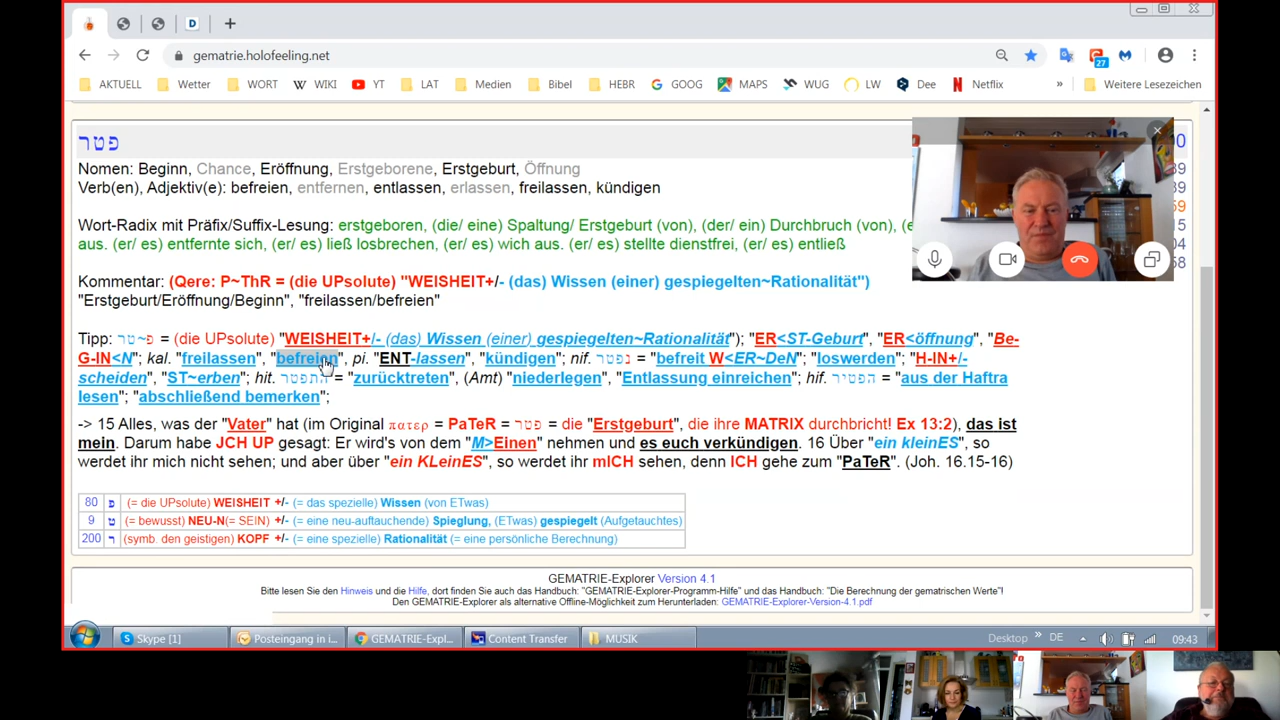 gematrie.holofeeling.net
27
AKTUELL Wetter WORT WIKI YT LAT Medien Bibel HEBR GOOG MAPS WUG LW Dee Netflix » Weitere Lesezeichen
פטר
Nomen: Beginn, Chance, Eröffnung, Erstgeborene, Erstgeburt, Öffnung
Verb(en), Adjektiv(e): befreien, entfernen, entlassen, erlassen, freilassen, kündigen
Wort-Radix mit Präfix/Suffix-Lesung: erstgeboren, (die/ eine) Spaltung/ Erstgeburt (von), (der/ ein) Durchbruch (von),
aus. (er/ es) entfernte sich, (er/ es) ließ losbrechen, (er/ es) wich aus. (er/ es) stellte dienstfrei, (er/ es) entließ
Kommentar: (Qere: P~ThR = (die UPsolute) "WEISHEIT+/- (das) Wissen (einer) gespiegelten~Rationalität")
"Erstgeburt/Eröffnung/Beginn", "freilassen/befreien"
Tipp: פ~טר = (die UPsolute) "WEISHEIT+/- (das) Wissen (einer) gespiegelten~Rationalität"); "ER<ST-Geburt", "ER<öffnung", "Be-
G-IN<N"; kal. "freilassen", "befreien", pi. "ENT-lassen", "kündigen"; nif. נפטר = "befreit W<ER~DeN"; "loswerden"; "H-IN+/-
scheiden", "ST~erben"; hit. התפטר = "zurücktreten", (Amt) "niederlegen", "Entlassung einreichen"; hif. הפטיר = "aus der Haftra
lesen", "abschließend bemerken";
-> 15 Alles, was der "Vater" hat (im Original πατερ = PaTeR = פטר = die "Erstgeburt", die ihre MATRIX durchbricht! Ex 13:2), das ist
mein. Darum habe JCH UP gesagt: Er wird's von dem "M>Einen" nehmen und es euch verkündigen. 16 Über "ein kleinES", so
werdet ihr mich nicht sehen; und aber über "ein KLeinES", so werdet ihr mICH sehen, denn ICH gehe zum "PaTeR". (Joh. 16.15-16)
80 פ (= die UPsolute) WEISHEIT +/- (= das spezielle) Wissen (von ETwas)
9 ט (= bewusst) NEU-N(= SEIN) +/- (= eine neu-auftauchende) Spieglung, (ETwas) gespiegelt (Aufgetauchtes)
200 ר (symb. den geistigen) KOPF +/- (= eine spezielle) Rationalität (= eine persönliche Berechnung)
GEMATRIE-Explorer Version 4.1
Bitte lesen Sie den Hinweis und die Hilfe, dort finden Sie auch das Handbuch: "GEMATRIE-Explorer-Programm-Hilfe" und das Handbuch: "Die Berechnung der gematrischen Werte"!
Den GEMATRIE-Explorer als alternative Offline-Möglichkeit zum Herunterladen: GEMATRIE-Explorer-Version-4.1.pdf
Skype [1] Posteingang in i... GEMATRIE-Expl... Content Transfer MUSIK Desktop » DE 09:43